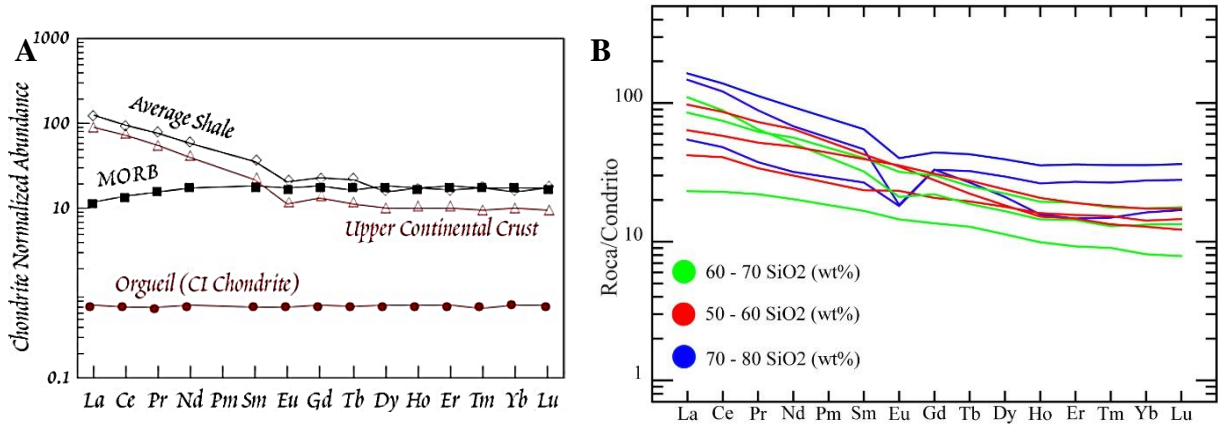 A
Chondrite Normalized Abundance
1000
100
10
0.1
Average Shale
MORB
Upper Continental Crust
Orgueil (CI Chondrite)
La Ce Pr Nd Pm Sm Eu Gd Tb Dy Ho Er Tm Yb Lu
B
Roca/Condrito
100
10
1
60 - 70 SiO2 (wt%)
50 - 60 SiO2 (wt%)
70 - 80 SiO2 (wt%)
La Ce Pr Nd Pm Sm Eu Gd Tb Dy Ho Er Tm Yb Lu